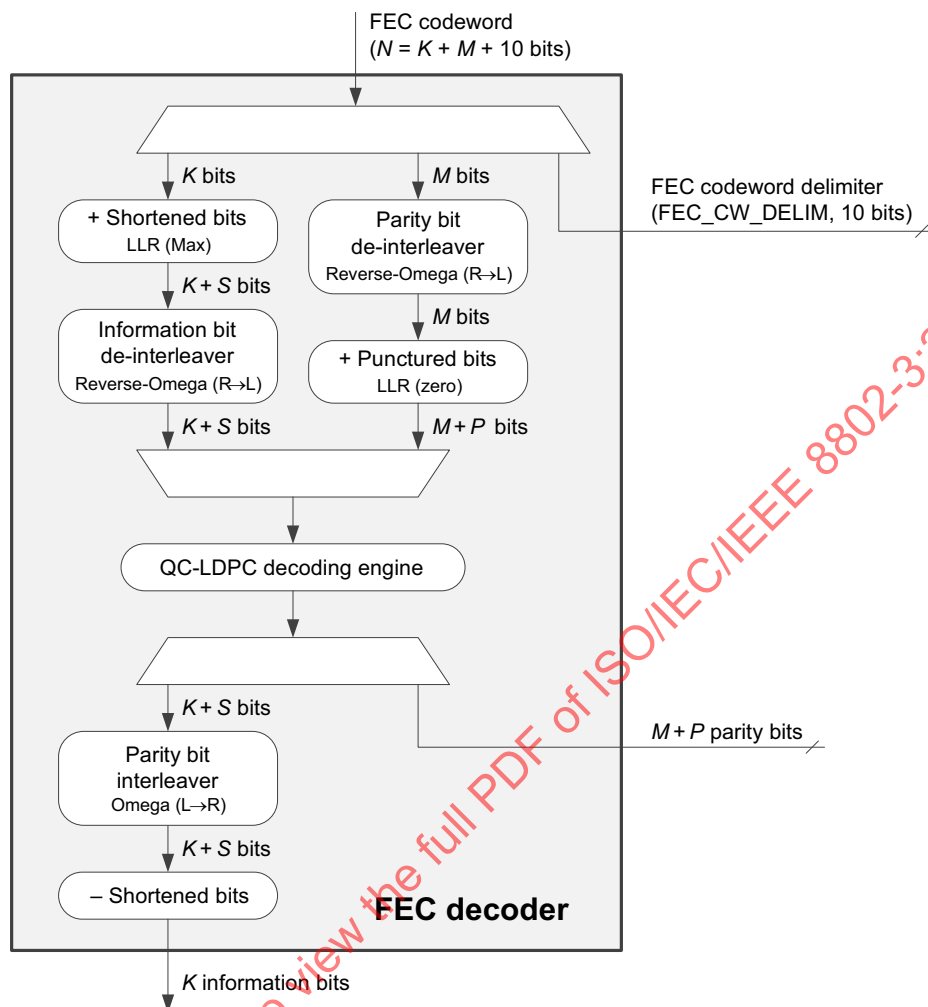 FEC codeword
(N = K + M + 10 bits)
K bits
M bits
FEC codeword delimiter
(FEC_CW_DELIM, 10 bits)
+ Shortened bits
LLR (Max)
Parity bit
de-interleaver
Reverse-Omega (R→L)
K + S bits
M bits
Information bit
de-interleaver
Reverse-Omega (R→L)
+ Punctured bits
LLR (zero)
K + S bits
M + P bits
QC-LDPC decoding engine
K + S bits
M + P parity bits
Parity bit
interleaver
Omega (L→R)
K + S bits
– Shortened bits
FEC decoder
K information bits
view the full PDF of ISO/IEC/IEEE 8802-3: